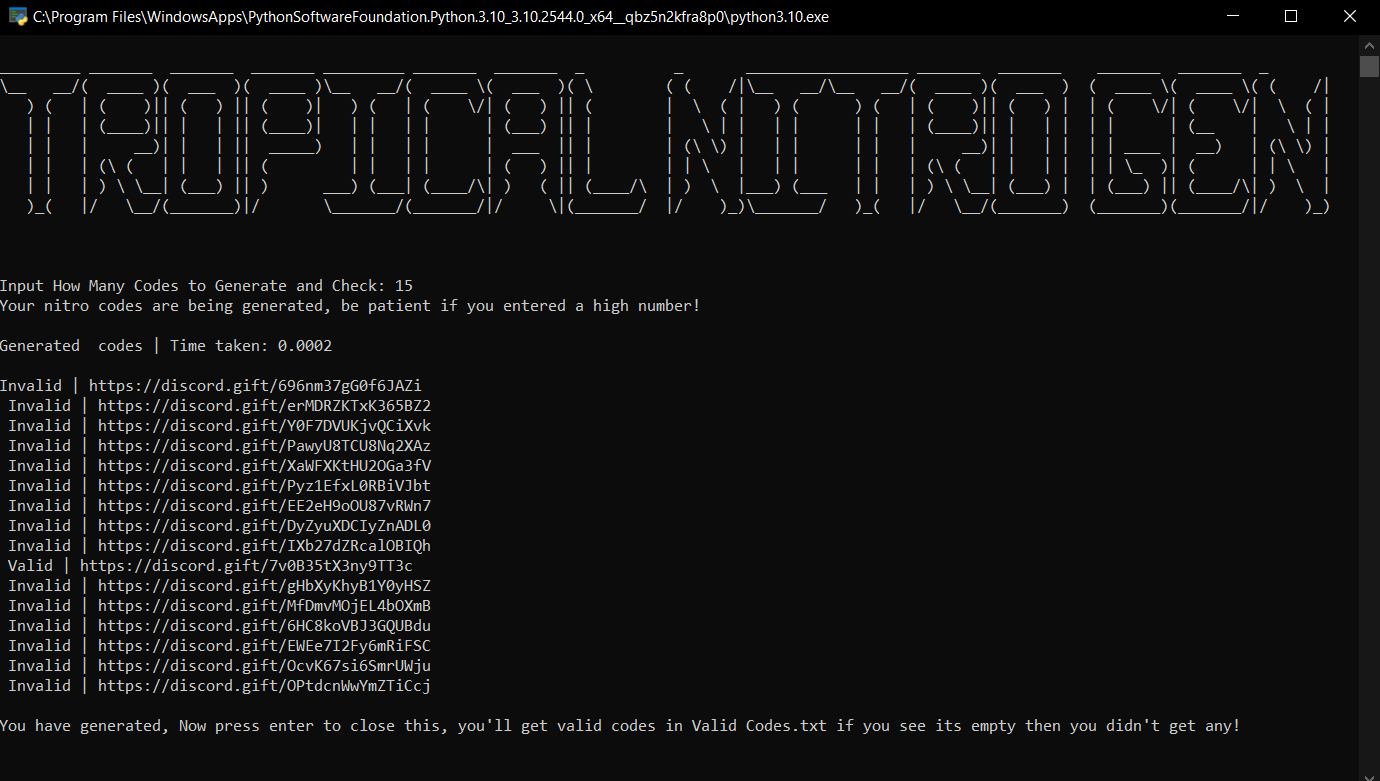 C:\Program Files\WindowsApps\PythonSoftwareFoundation.Python.3.10_3.10.2544.0_x64__qbz5n2kfra8p0\python3.10.exe
TROPICAL NITROGEN
Input How Many Codes to Generate and Check: 15
Your nitro codes are being generated, be patient if you entered a high number!
Generated  codes | Time taken: 0.0002
Invalid | https://discord.gift/696nm37gG0f6JAZi
Invalid | https://discord.gift/erMDRZKTxK365BZ2
Invalid | https://discord.gift/Y0F7DVUKjvQCiXvk
Invalid | https://discord.gift/PawyU8TCU8Nq2XAz
Invalid | https://discord.gift/XaWFXKtHU2OGa3fV
Invalid | https://discord.gift/Pyz1EfxL0RBiVJbt
Invalid | https://discord.gift/EE2eH9oOU87vRWn7
Invalid | https://discord.gift/DyZyuXDCIyZnADL0
Invalid | https://discord.gift/IXb27dZRcalOBIQh
Valid | https://discord.gift/7v0B35tX3ny9TT3c
Invalid | https://discord.gift/gHbXyKhyB1Y0yHSZ
Invalid | https://discord.gift/MfDmvMOjEL4bOXmB
Invalid | https://discord.gift/6HC8koVBJ3GQUBdu
Invalid | https://discord.gift/EWEe7I2Fy6mRiFSC
Invalid | https://discord.gift/OcvK67si6SmrUWju
Invalid | https://discord.gift/OPtdcnWwYmZTiCcj
You have generated, Now press enter to close this, you'll get valid codes in Valid Codes.txt if you see its empty then you didn't get any!